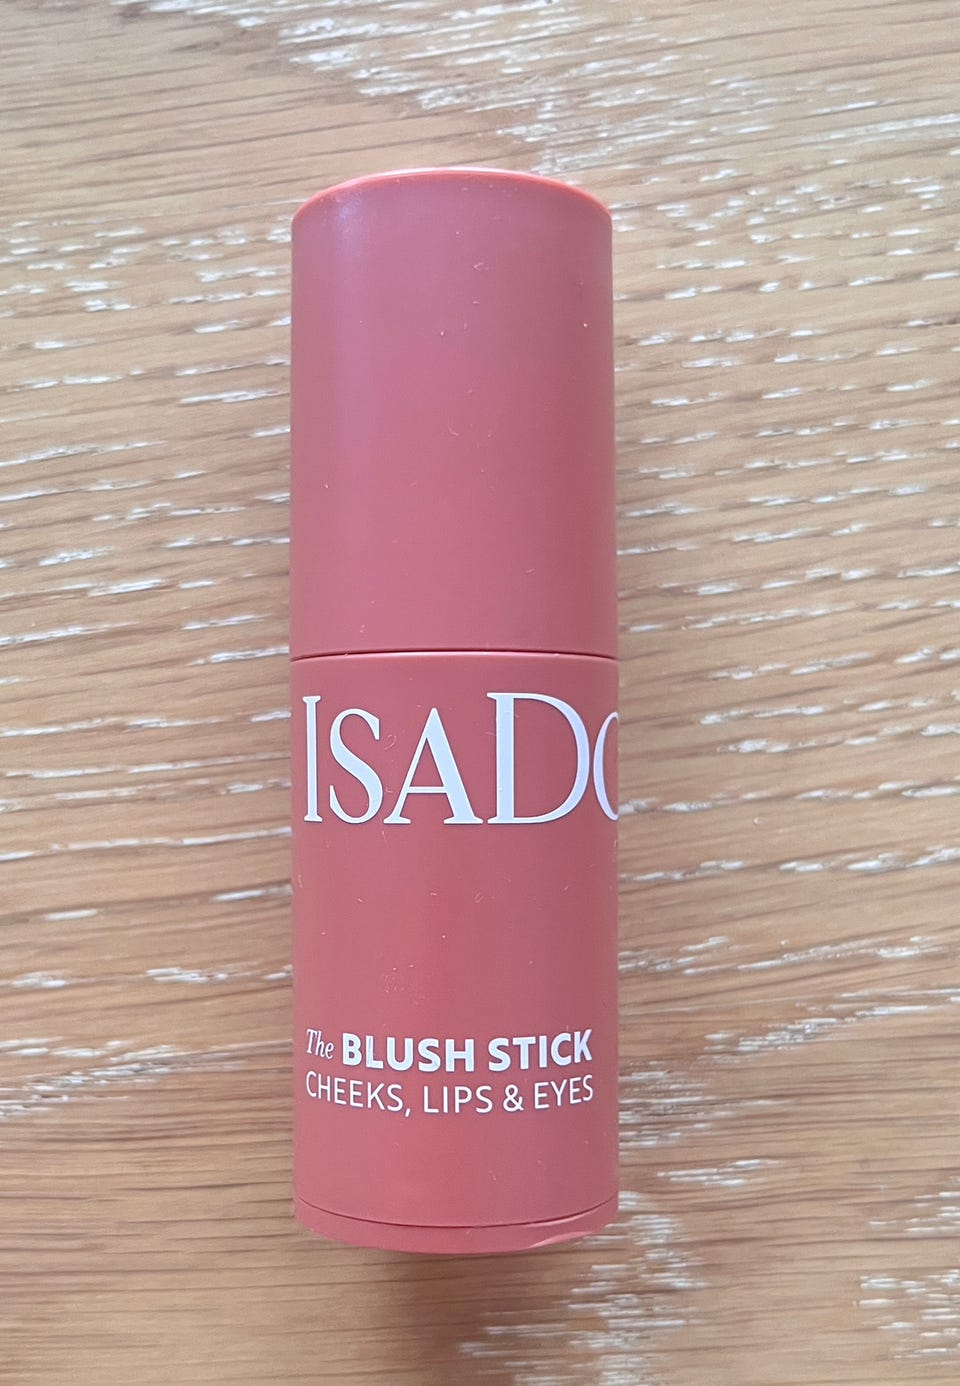 ISADO
The BLUSH STICK
CHEEKS, LIPS & EYES